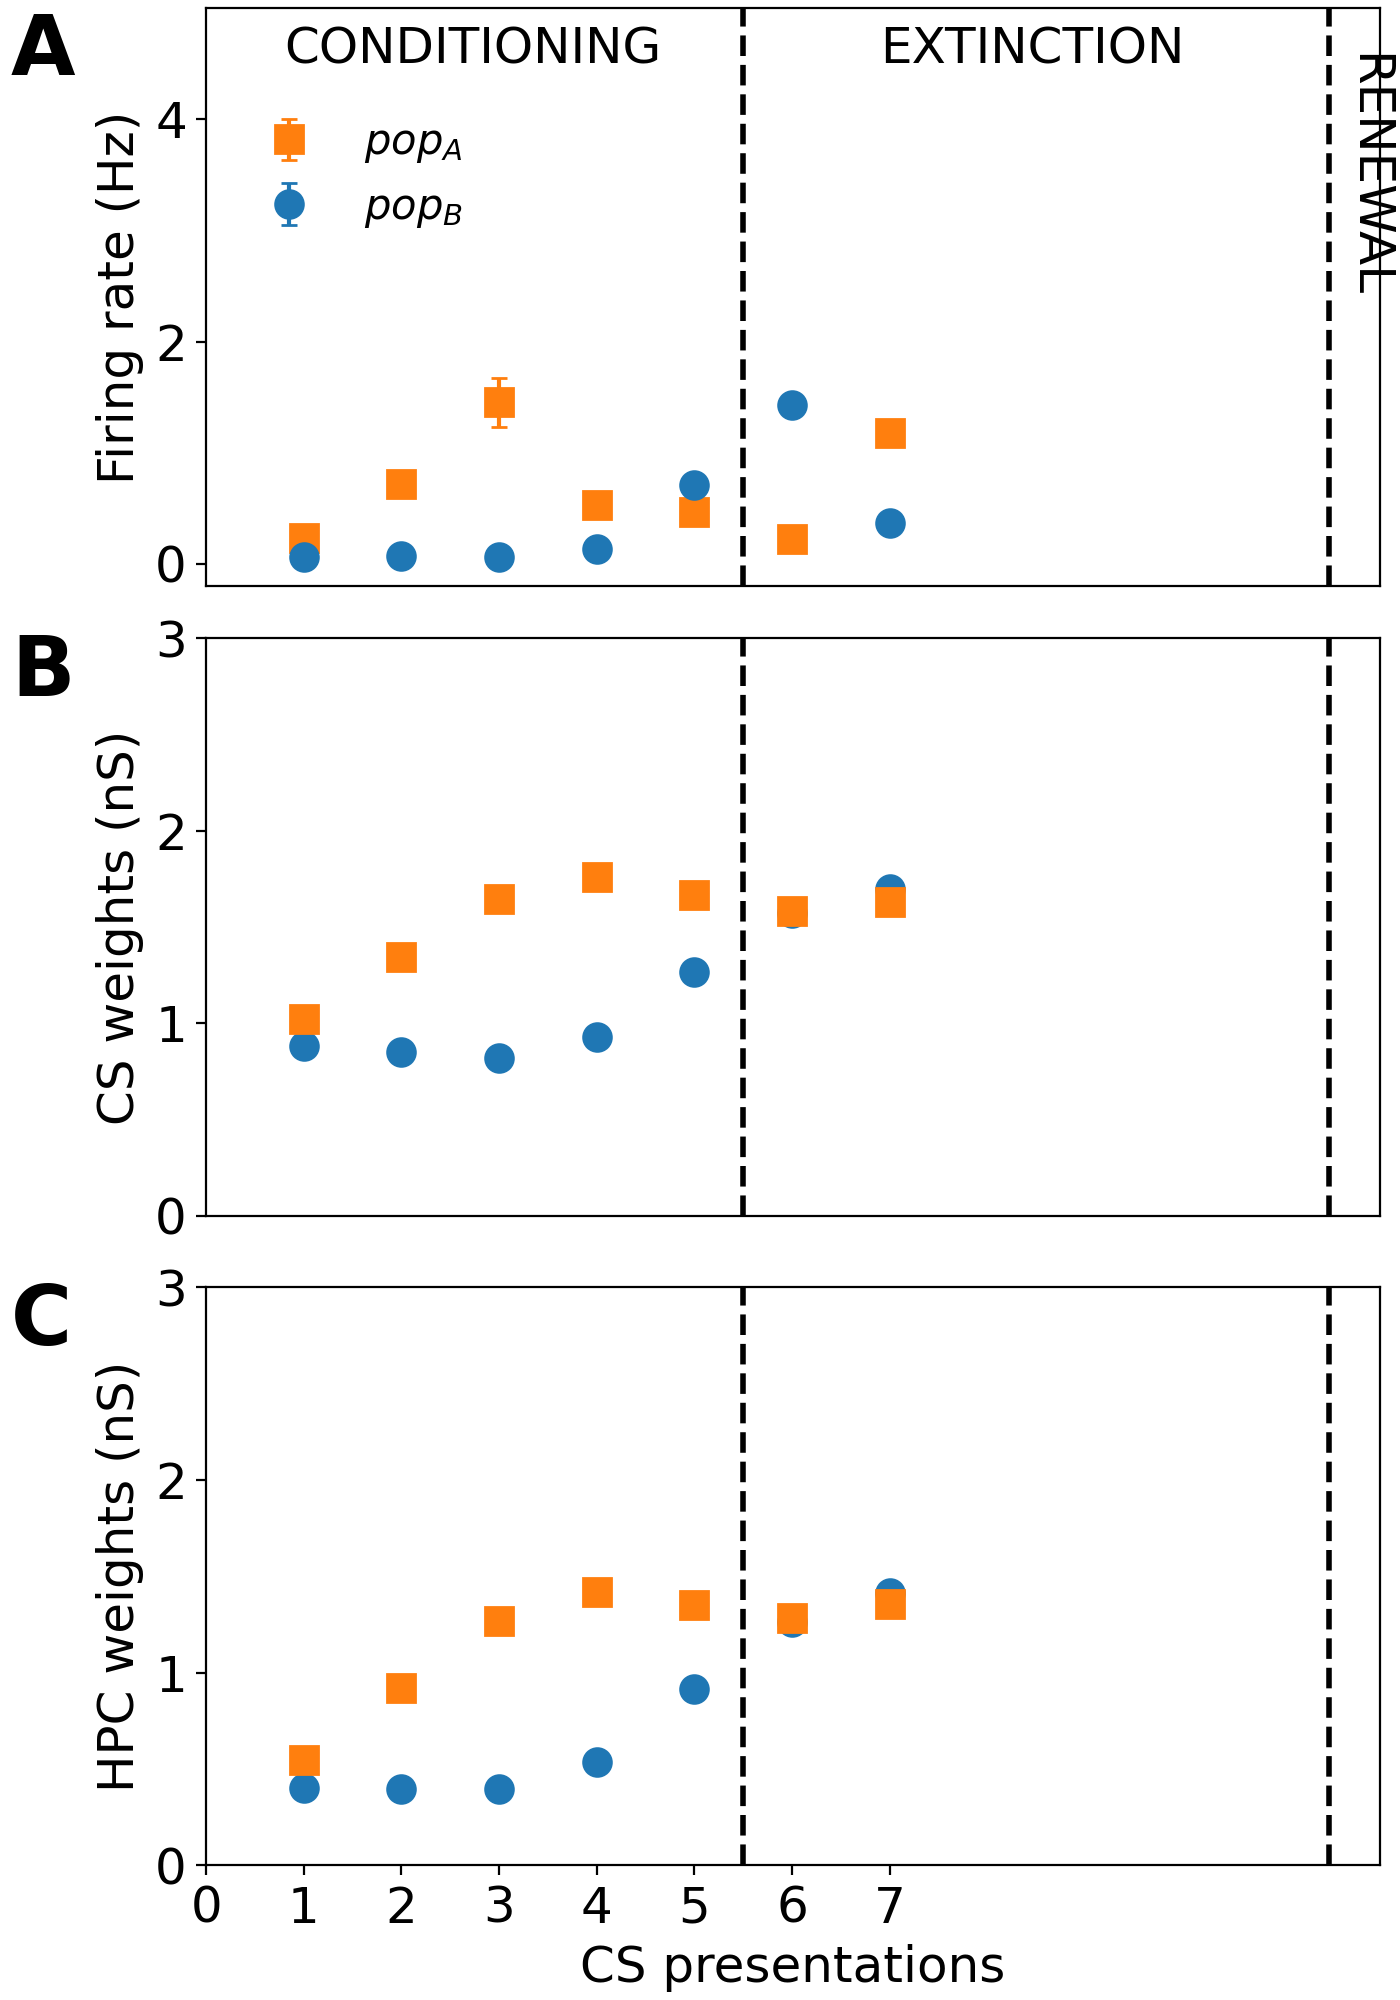 A
CONDITIONING
EXTINCTION
RENEWAL
Firing rate (Hz)
4
2
0
pop_A
pop_B
B
CS weights (nS)
3
2
1
0
C
HPC weights (nS)
3
2
1
0
0 1 2 3 4 5 6 7
CS presentations